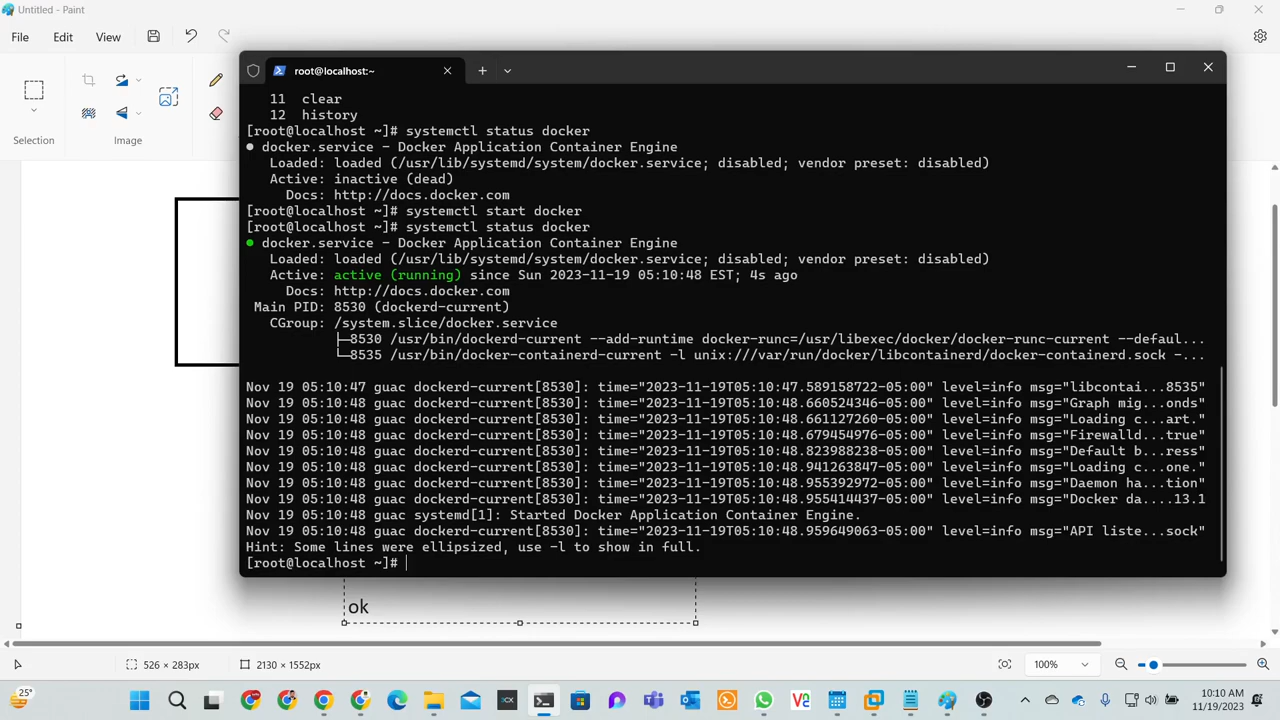 Untitled - Paint
File Edit View
Selection
Image
root@localhost:~
11 clear
12 history
[root@localhost ~]# systemctl status docker
● docker.service - Docker Application Container Engine
Loaded: loaded (/usr/lib/systemd/system/docker.service; disabled; vendor preset: disabled)
Active: inactive (dead)
Docs: http://docs.docker.com
[root@localhost ~]# systemctl start docker
[root@localhost ~]# systemctl status docker
● docker.service - Docker Application Container Engine
Loaded: loaded (/usr/lib/systemd/system/docker.service; disabled; vendor preset: disabled)
Active: active (running) since Sun 2023-11-19 05:10:48 EST; 4s ago
Docs: http://docs.docker.com
Main PID: 8530 (dockerd-current)
CGroup: /system.slice/docker.service
├─8530 /usr/bin/dockerd-current --add-runtime docker-runc=/usr/libexec/docker/docker-runc-current --defaul...
└─8535 /usr/bin/docker-containerd-current -l unix:///var/run/docker/libcontainerd/docker-containerd.sock -...
Nov 19 05:10:47 guac dockerd-current[8530]: time="2023-11-19T05:10:47.589158722-05:00" level=info msg="libcontai...8535"
Nov 19 05:10:48 guac dockerd-current[8530]: time="2023-11-19T05:10:48.660524346-05:00" level=info msg="Graph mig...onds"
Nov 19 05:10:48 guac dockerd-current[8530]: time="2023-11-19T05:10:48.661127260-05:00" level=info msg="Loading c...art."
Nov 19 05:10:48 guac dockerd-current[8530]: time="2023-11-19T05:10:48.679454976-05:00" level=info msg="Firewalld...true"
Nov 19 05:10:48 guac dockerd-current[8530]: time="2023-11-19T05:10:48.823988238-05:00" level=info msg="Default b...ress"
Nov 19 05:10:48 guac dockerd-current[8530]: time="2023-11-19T05:10:48.941263847-05:00" level=info msg="Loading c...one."
Nov 19 05:10:48 guac dockerd-current[8530]: time="2023-11-19T05:10:48.955392972-05:00" level=info msg="Daemon ha...tion"
Nov 19 05:10:48 guac dockerd-current[8530]: time="2023-11-19T05:10:48.955414437-05:00" level=info msg="Docker da....13.1
Nov 19 05:10:48 guac systemd[1]: Started Docker Application Container Engine.
Nov 19 05:10:48 guac dockerd-current[8530]: time="2023-11-19T05:10:48.959649063-05:00" level=info msg="API liste...sock"
Hint: Some lines were ellipsized, use -l to show in full.
[root@localhost ~]#
ok
526 × 283px
2130 × 1552px
100%
25°
10:10 AM
11/19/2023